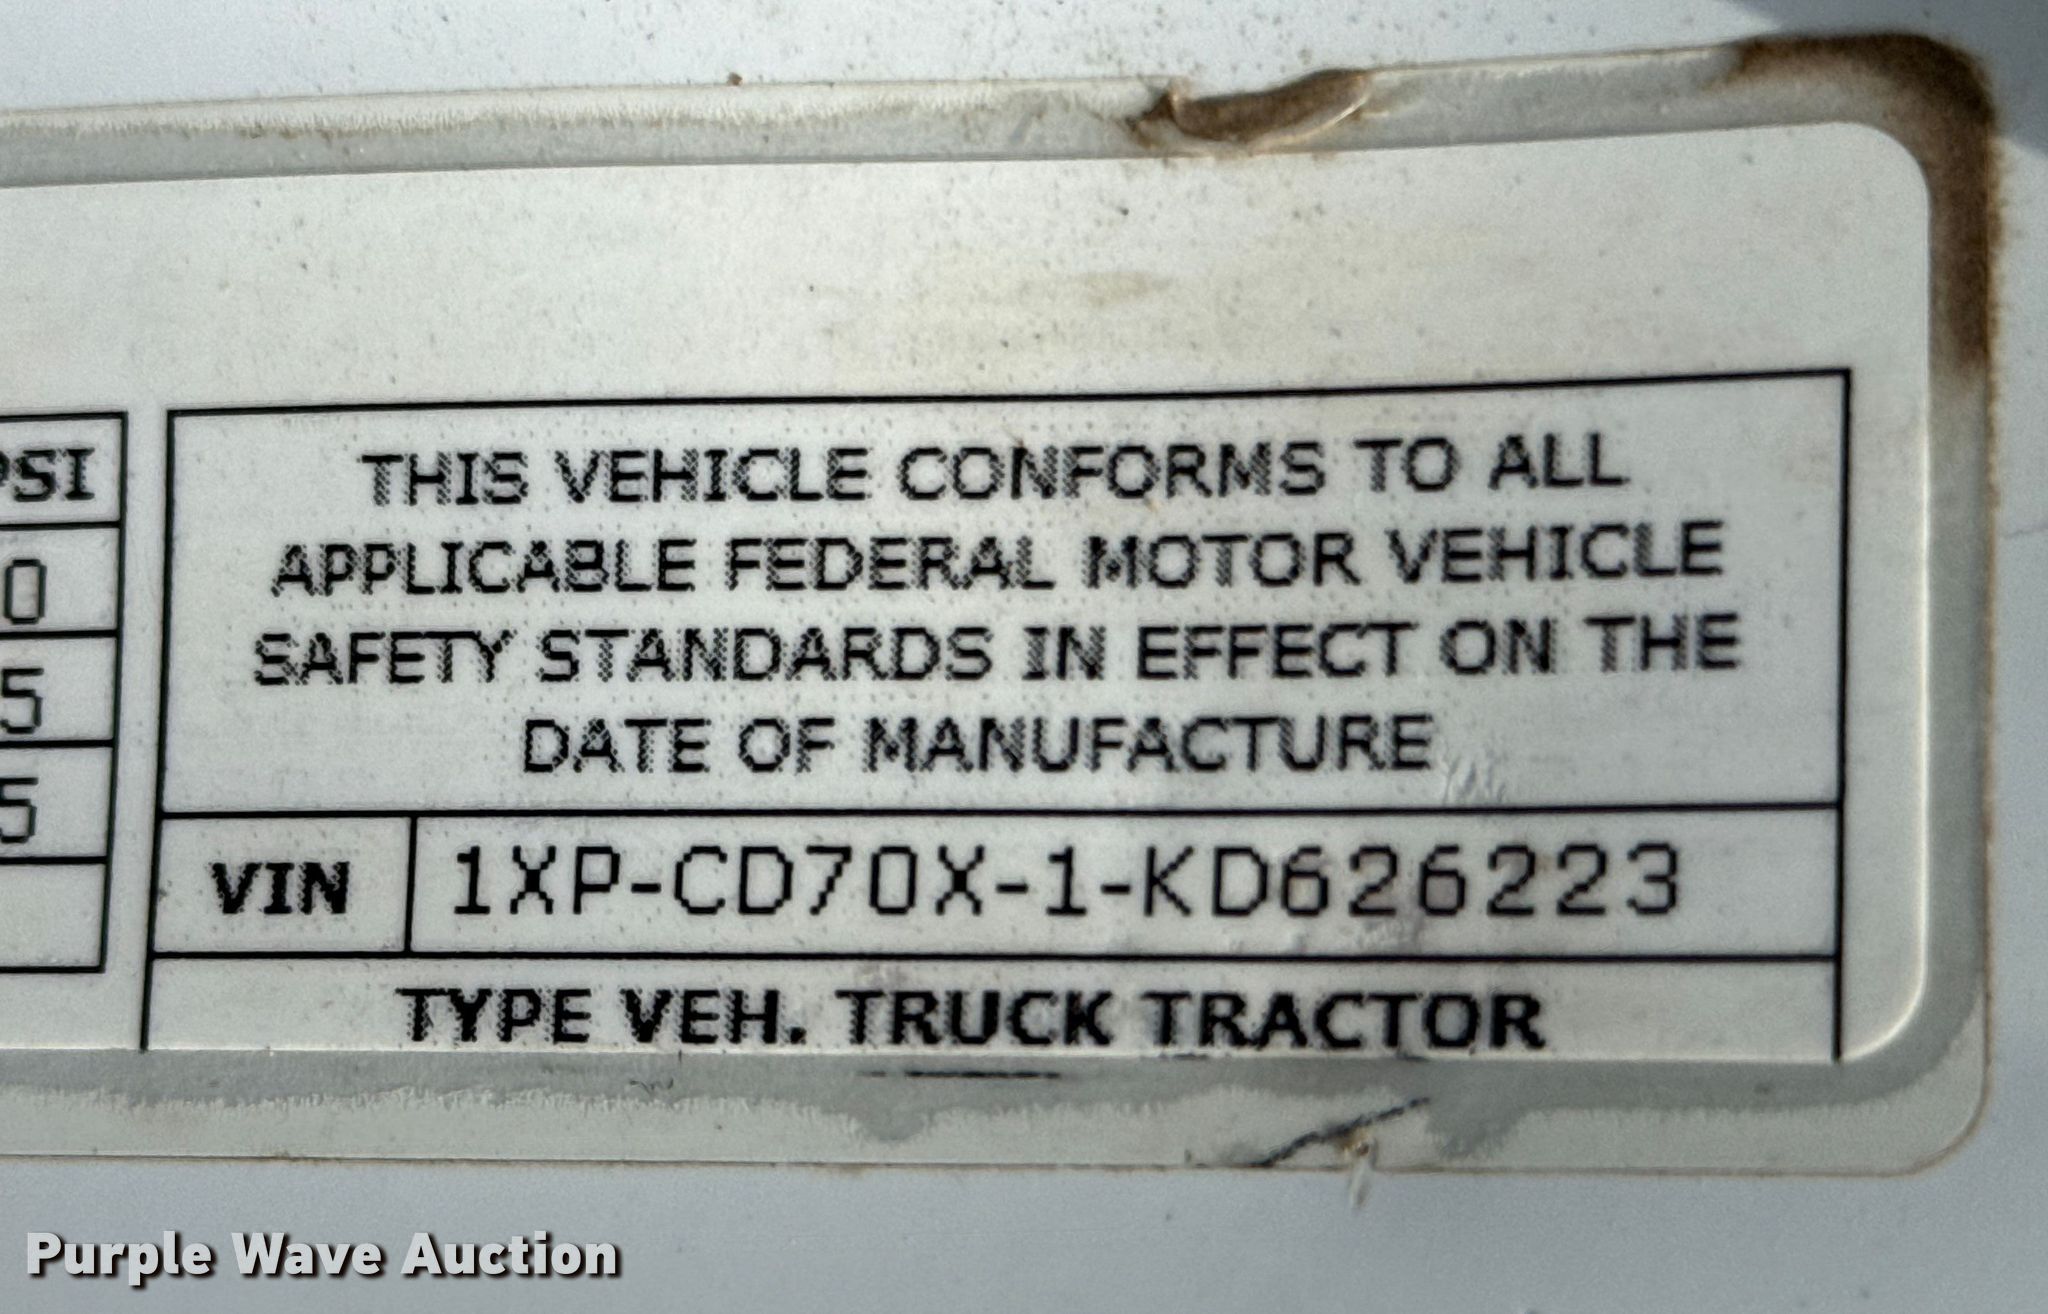 PSI
0
5
5
THIS VEHICLE CONFORMS TO ALL
APPLICABLE FEDERAL MOTOR VEHICLE
SAFETY STANDARDS IN EFFECT ON THE
DATE OF MANUFACTURE
VIN 1XP-CD70X-1-KD626223
TYPE VEH. TRUCK TRACTOR
Purple Wave Auction